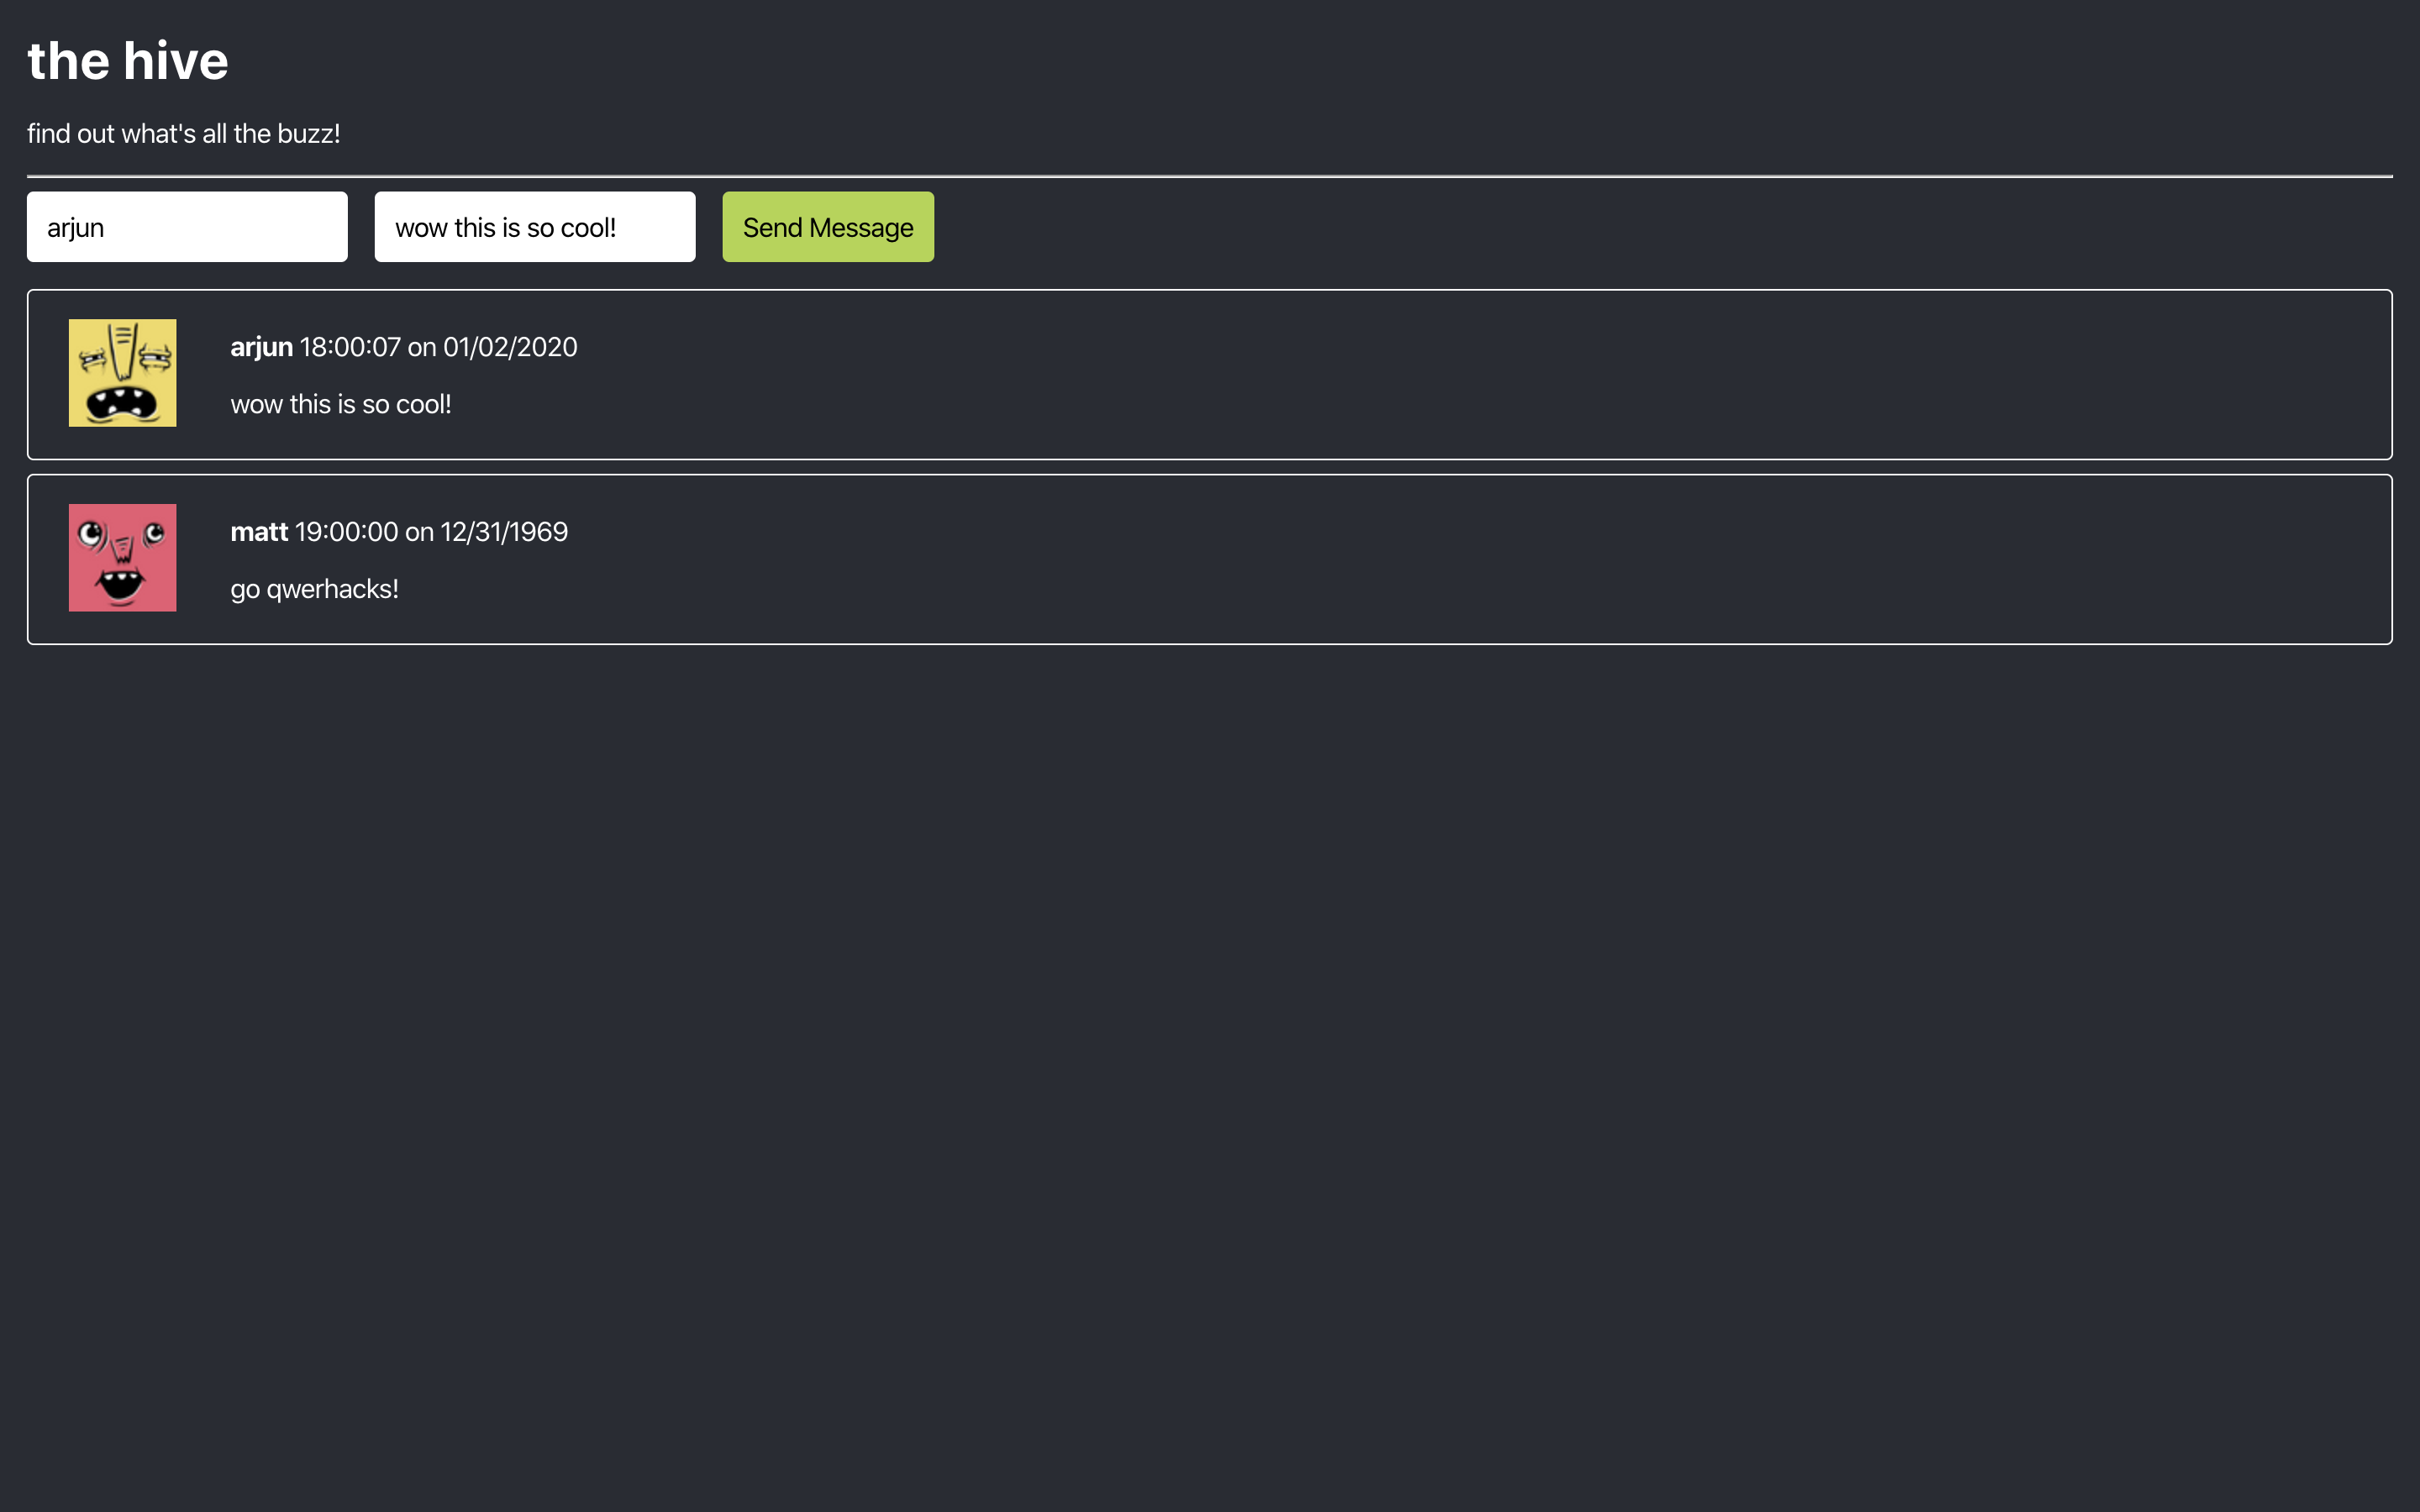 the hive
find out what's all the buzz!
arjun
wow this is so cool!
Send Message
arjun 18:00:07 on 01/02/2020
wow this is so cool!
matt 19:00:00 on 12/31/1969
go qwerhacks!